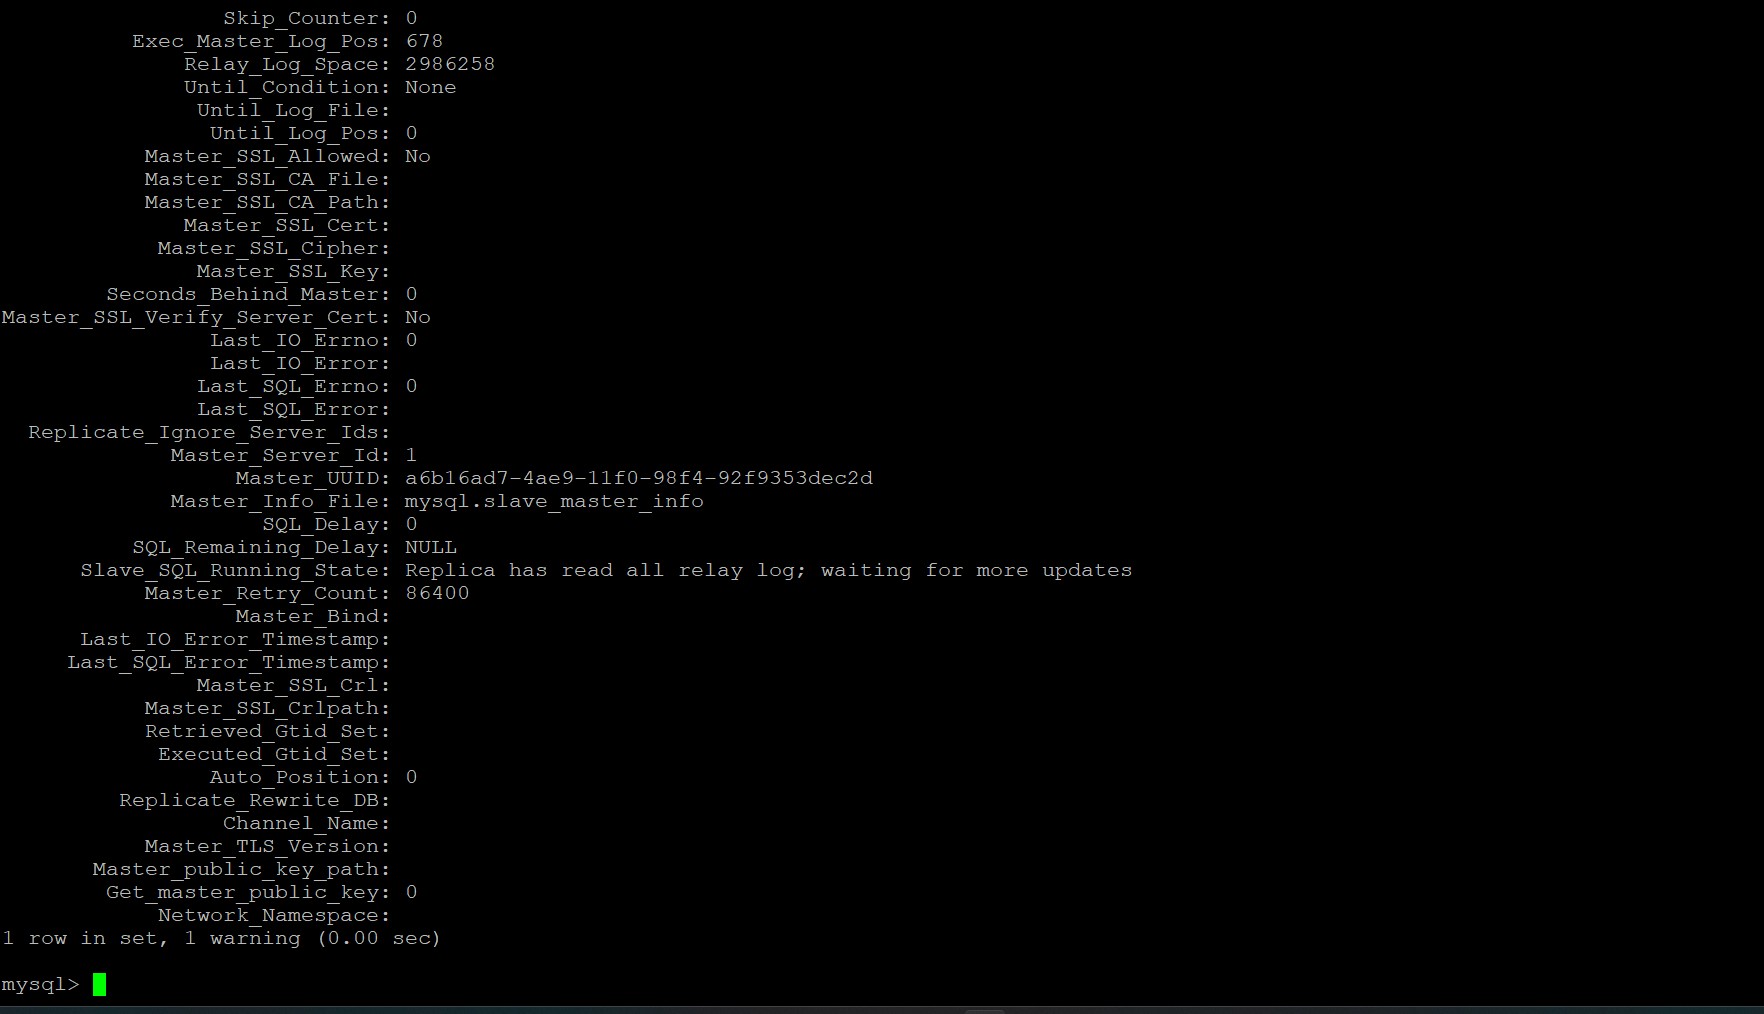 Skip_Counter: 0
Exec_Master_Log_Pos: 678
Relay_Log_Space: 2986258
Until_Condition: None
Until_Log_File:
Until_Log_Pos: 0
Master_SSL_Allowed: No
Master_SSL_CA_File:
Master_SSL_CA_Path:
Master_SSL_Cert:
Master_SSL_Cipher:
Master_SSL_Key:
Seconds_Behind_Master: 0
Master_SSL_Verify_Server_Cert: No
Last_IO_Errno: 0
Last_IO_Error:
Last_SQL_Errno: 0
Last_SQL_Error:
Replicate_Ignore_Server_Ids:
Master_Server_Id: 1
Master_UUID: a6b16ad7-4ae9-11f0-98f4-92f9353dec2d
Master_Info_File: mysql.slave_master_info
SQL_Delay: 0
SQL_Remaining_Delay: NULL
Slave_SQL_Running_State: Replica has read all relay log; waiting for more updates
Master_Retry_Count: 86400
Master_Bind:
Last_IO_Error_Timestamp:
Last_SQL_Error_Timestamp:
Master_SSL_Crl:
Master_SSL_Crlpath:
Retrieved_Gtid_Set:
Executed_Gtid_Set:
Auto_Position: 0
Replicate_Rewrite_DB:
Channel_Name:
Master_TLS_Version:
Master_public_key_path:
Get_master_public_key: 0
Network_Namespace:
1 row in set, 1 warning (0.00 sec)
mysql>